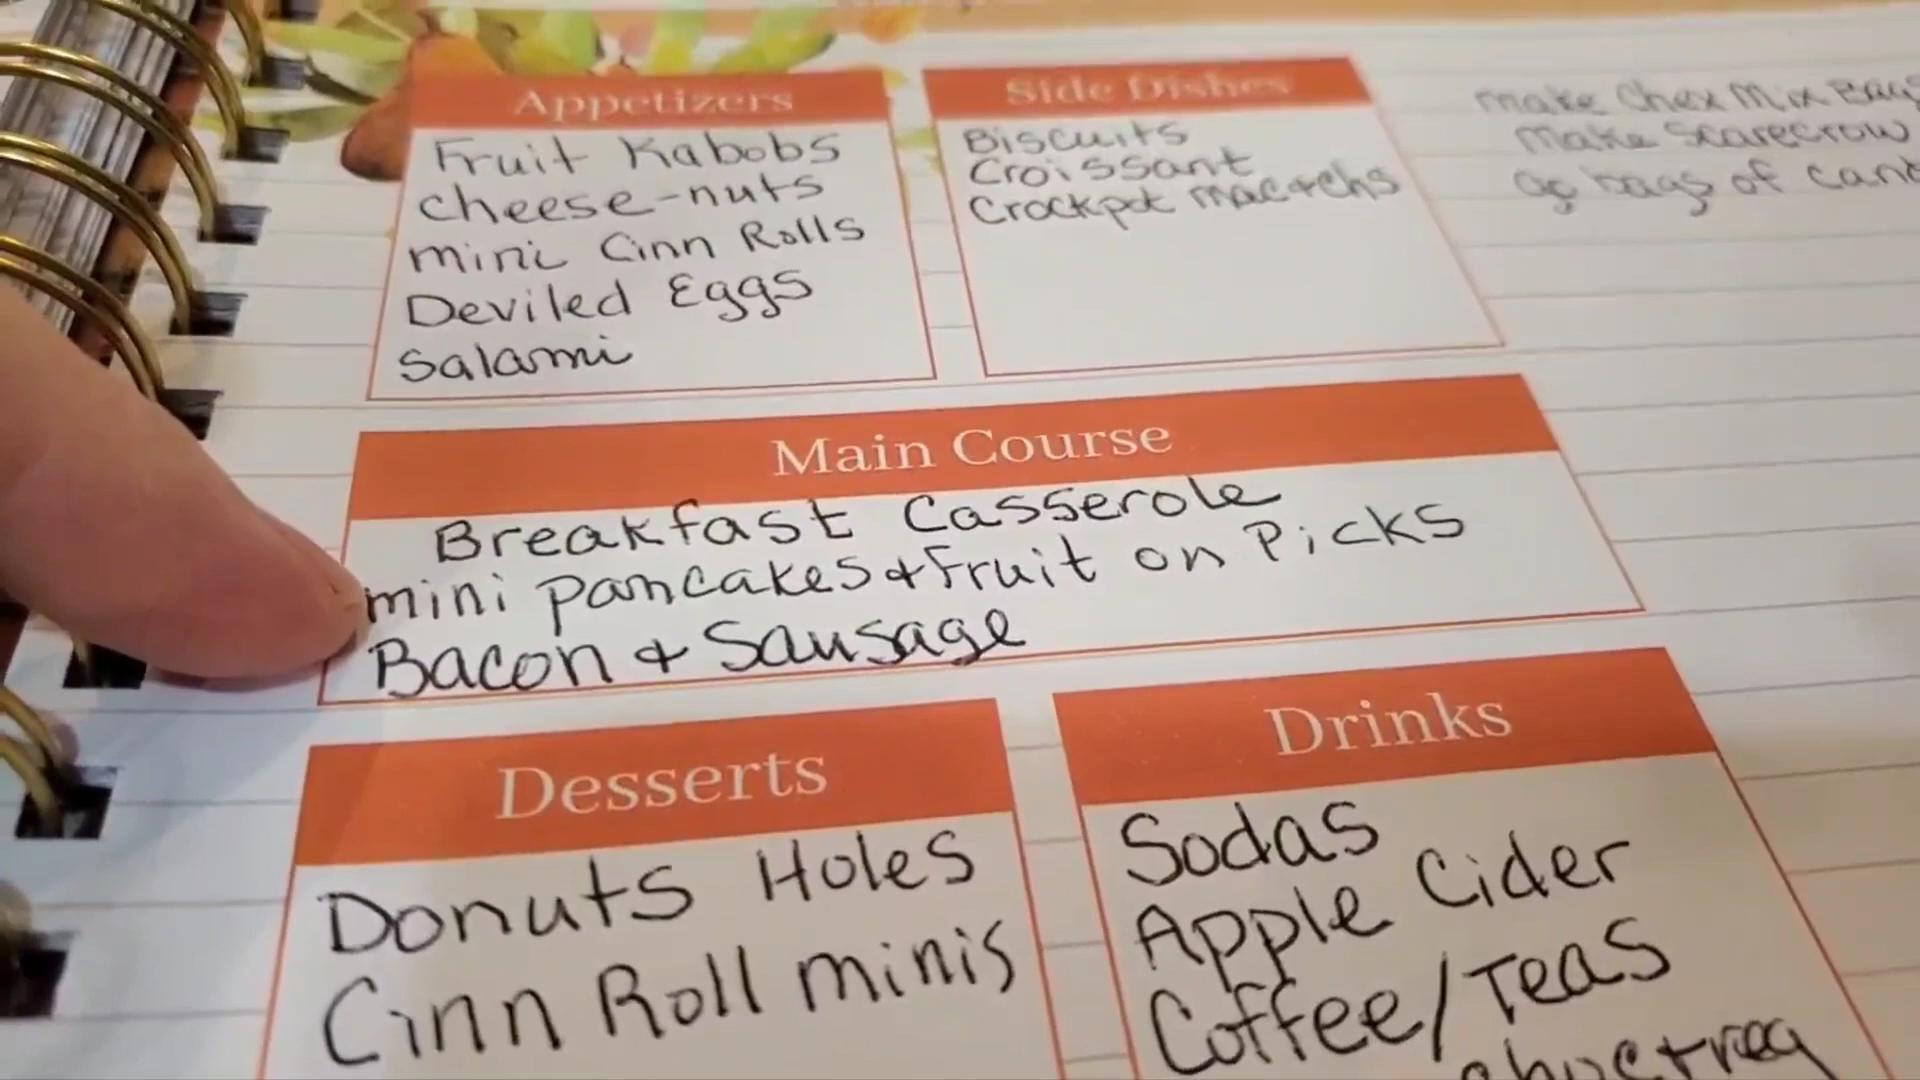 Appetizers
Fruit Kabobs
cheese-nuts
mini Cinn Rolls
Deviled Eggs
Salami
Side Dishes
Biscuits
Croissant
Crockpot mac+chs
make Chex Mix Bags
make Scarecrow
bags of
Main Course
Breakfast Casserole
mini pancakes + Fruit on Picks
Bacon + Sausage
Desserts
Donuts Holes
Cinn Roll minis
Drinks
Sodas
Apple Cider
Coffee/Teas